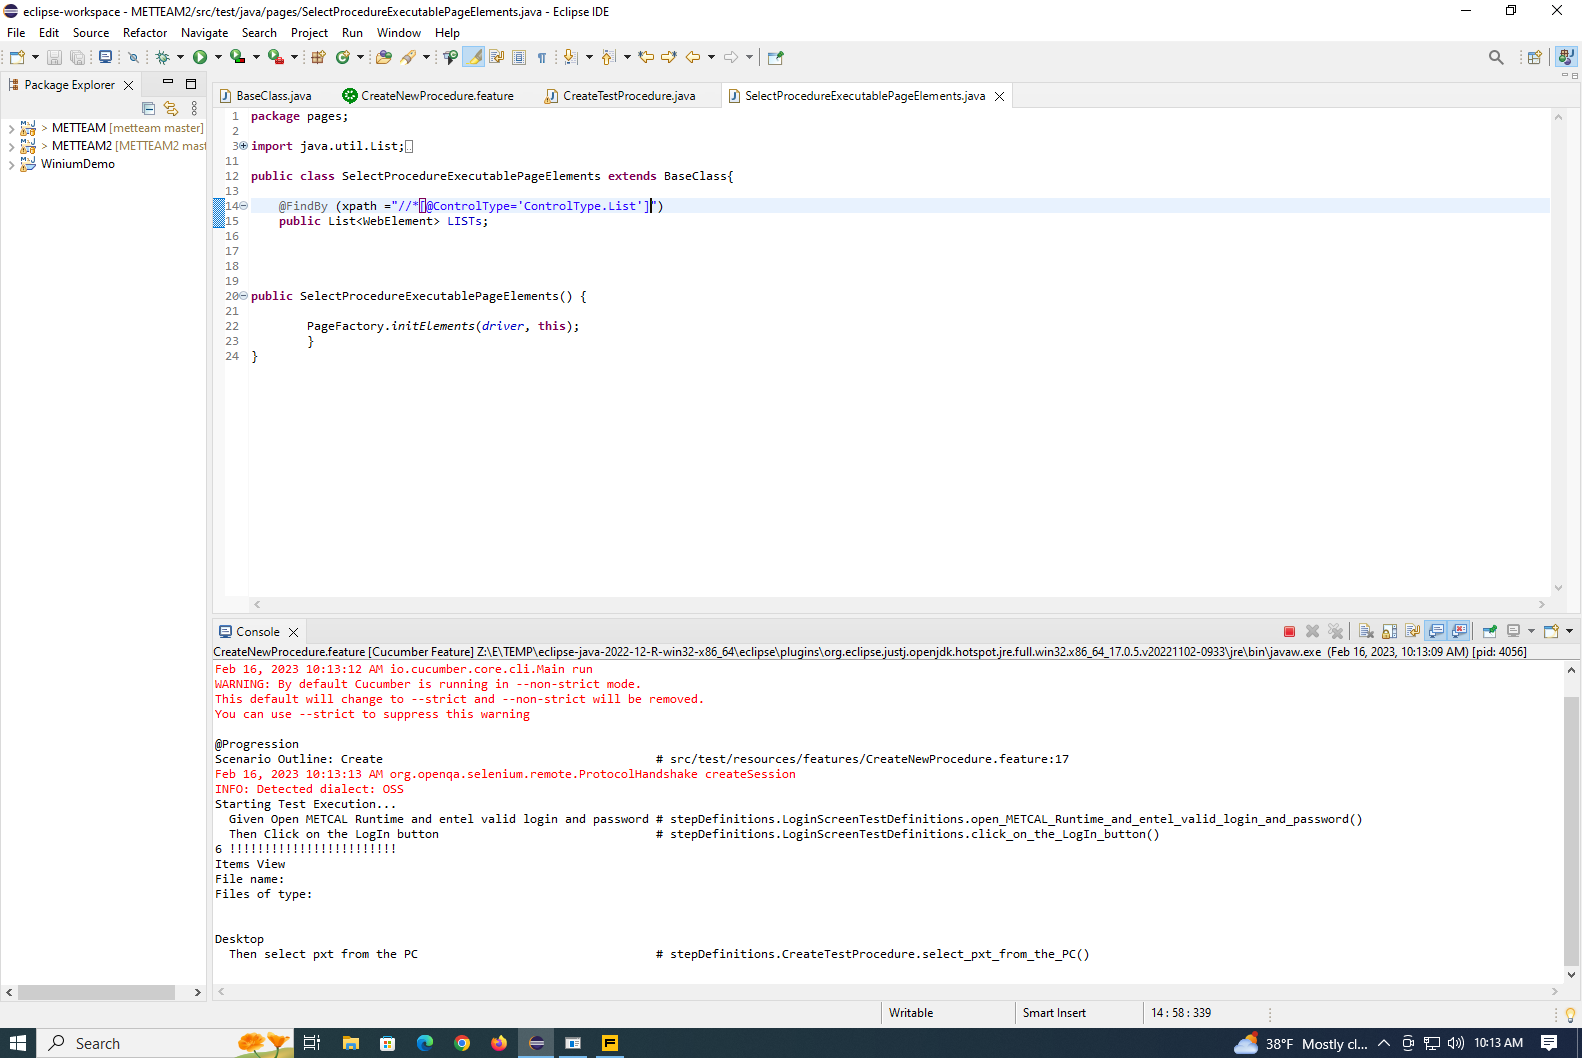 eclipse-workspace - METTEAM2/src/test/java/pages/SelectProcedureExecutablePageElements.java - Eclipse IDE
File Edit Source Refactor Navigate Search Project Run Window Help
Package Explorer
> METTEAM [metteam master]
> METTEAM2 [METTEAM2 mast
WiniumDemo
BaseClass.java CreateNewProcedure.feature CreateTestProcedure.java SelectProcedureExecutablePageElements.java
1 package pages;
2
3 import java.util.List;
11
12 public class SelectProcedureExecutablePageElements extends BaseClass{
13
14 @FindBy (xpath ="//*[@ControlType='ControlType.List']")
15 public List<WebElement> LISTs;
16
17
18
19
20 public SelectProcedureExecutablePageElements() {
21
22 PageFactory.initElements(driver, this);
23 }
24 }
Console
CreateNewProcedure.feature [Cucumber Feature] Z:\E\TEMP\eclipse-java-2022-12-R-win32-x86_64\eclipse\plugins\org.eclipse.justj.openjdk.hotspot.jre.full.win32.x86_64_17.0.5.v20221102-0933\jre\bin\javaw.exe (Feb 16, 2023, 10:13:09 AM) [pid: 4056]
Feb 16, 2023 10:13:12 AM io.cucumber.core.cli.Main run
WARNING: By default Cucumber is running in --non-strict mode.
This default will change to --strict and --non-strict will be removed.
You can use --strict to suppress this warning
@Progression
Scenario Outline: Create # src/test/resources/features/CreateNewProcedure.feature:17
Feb 16, 2023 10:13:13 AM org.openqa.selenium.remote.ProtocolHandshake createSession
INFO: Detected dialect: OSS
Starting Test Execution...
Given Open METCAL Runtime and entel valid login and password # stepDefinitions.LoginScreenTestDefinitions.open_METCAL_Runtime_and_entel_valid_login_and_password()
Then Click on the LogIn button # stepDefinitions.LoginScreenTestDefinitions.click_on_the_LogIn_button()
6 !!!!!!!!!!!!!!!!!!!!!!!!
Items View
File name:
Files of type:
Desktop
Then select pxt from the PC # stepDefinitions.CreateTestProcedure.select_pxt_from_the_PC()
Writable Smart Insert 14 : 58 : 339
Search 38°F Mostly cl... 10:13 AM